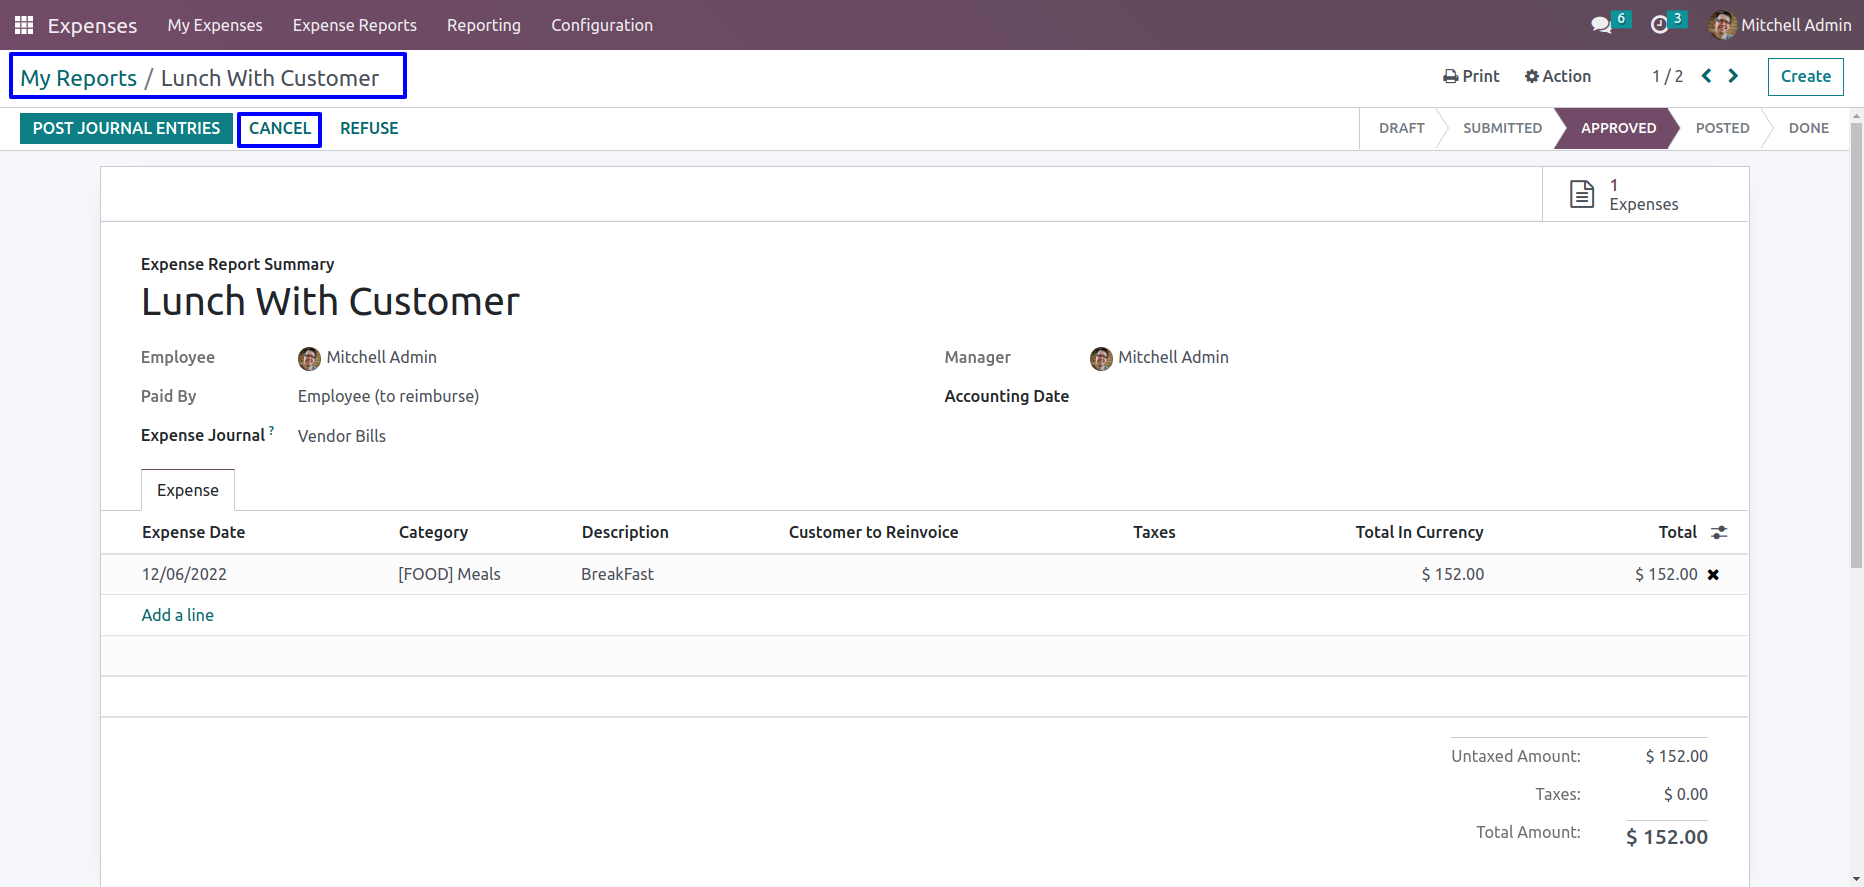 Expenses My Expenses Expense Reports Reporting Configuration 6 3 Mitchell Admin
My Reports / Lunch With Customer Print Action 1 / 2 Create
POST JOURNAL ENTRIES CANCEL REFUSE DRAFT SUBMITTED APPROVED POSTED DONE
1
Expenses
Expense Report Summary
Lunch With Customer
Employee Mitchell Admin Manager Mitchell Admin
Paid By Employee (to reimburse) Accounting Date
Expense Journal ? Vendor Bills
Expense
Expense Date Category Description Customer to Reinvoice Taxes Total In Currency Total
12/06/2022 [FOOD] Meals BreakFast $ 152.00 $ 152.00
Add a line
Untaxed Amount: $ 152.00
Taxes: $ 0.00
Total Amount: $ 152.00